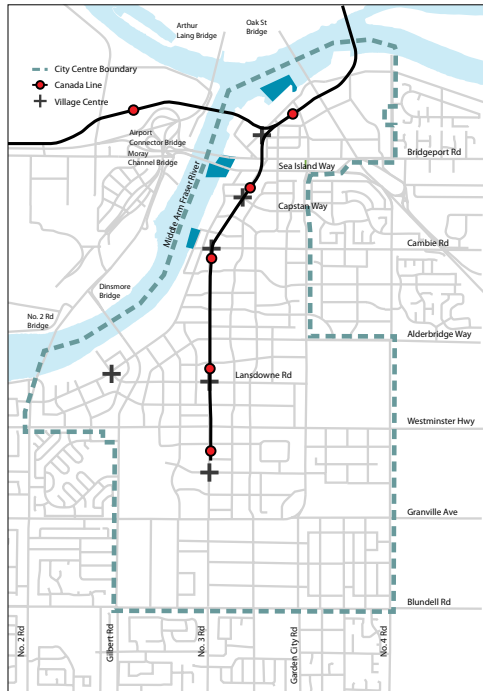 Arthur
Laing Bridge
Oak St
Bridge
City Centre Boundary
Canada Line
Village Centre
Airport
Connector Bridge
Moray
Channel Bridge
Bridgeport Rd
Sea Island Way
Middle Arm Fraser River
Capstan Way
Cambie Rd
Dinsmore
Bridge
No. 2 Rd
Bridge
Alderbridge Way
Lansdowne Rd
Westminster Hwy
Granville Ave
Blundell Rd
No. 2 Rd
Gilbert Rd
No. 3 Rd
Garden City Rd
No.4 Rd